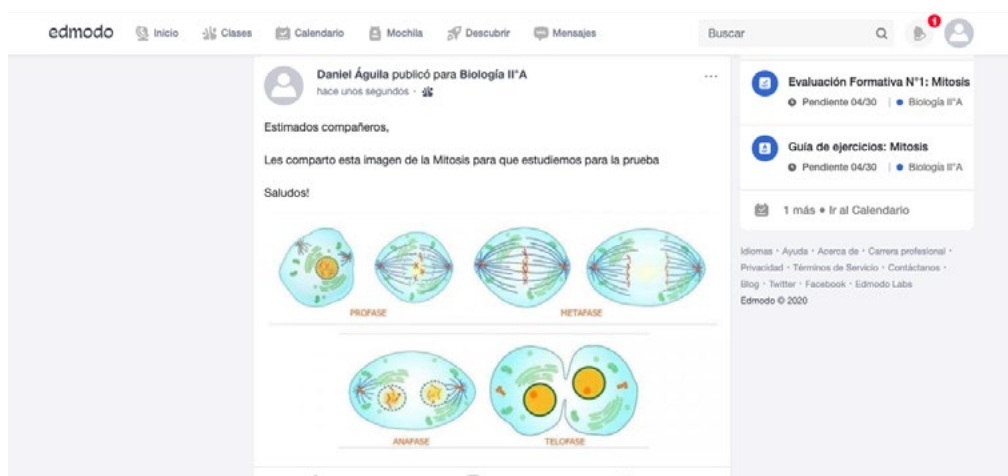 edmodo Inicio Clases Calendario Mochila Descubrir Mensajes Buscar 1
Daniel Águila publicó para Biología II°A
hace unos segundos ·
Estimados compañeros,
Les comparto esta imagen de la Mitosis para que estudiemos para la prueba
Saludos!
PROFASE METAFASE
ANAFASE TELOFASE
Evaluación Formativa N°1: Mitosis
Pendiente 04/30 | Biología II°A
Guía de ejercicios: Mitosis
Pendiente 04/30 | Biología II°A
1 más • Ir al Calendario
Idiomas · Ayuda · Acerca de · Carrera profesional ·
Privacidad · Términos de Servicio · Contáctanos ·
Blog · Twitter · Facebook · Edmodo Labs
Edmodo © 2020